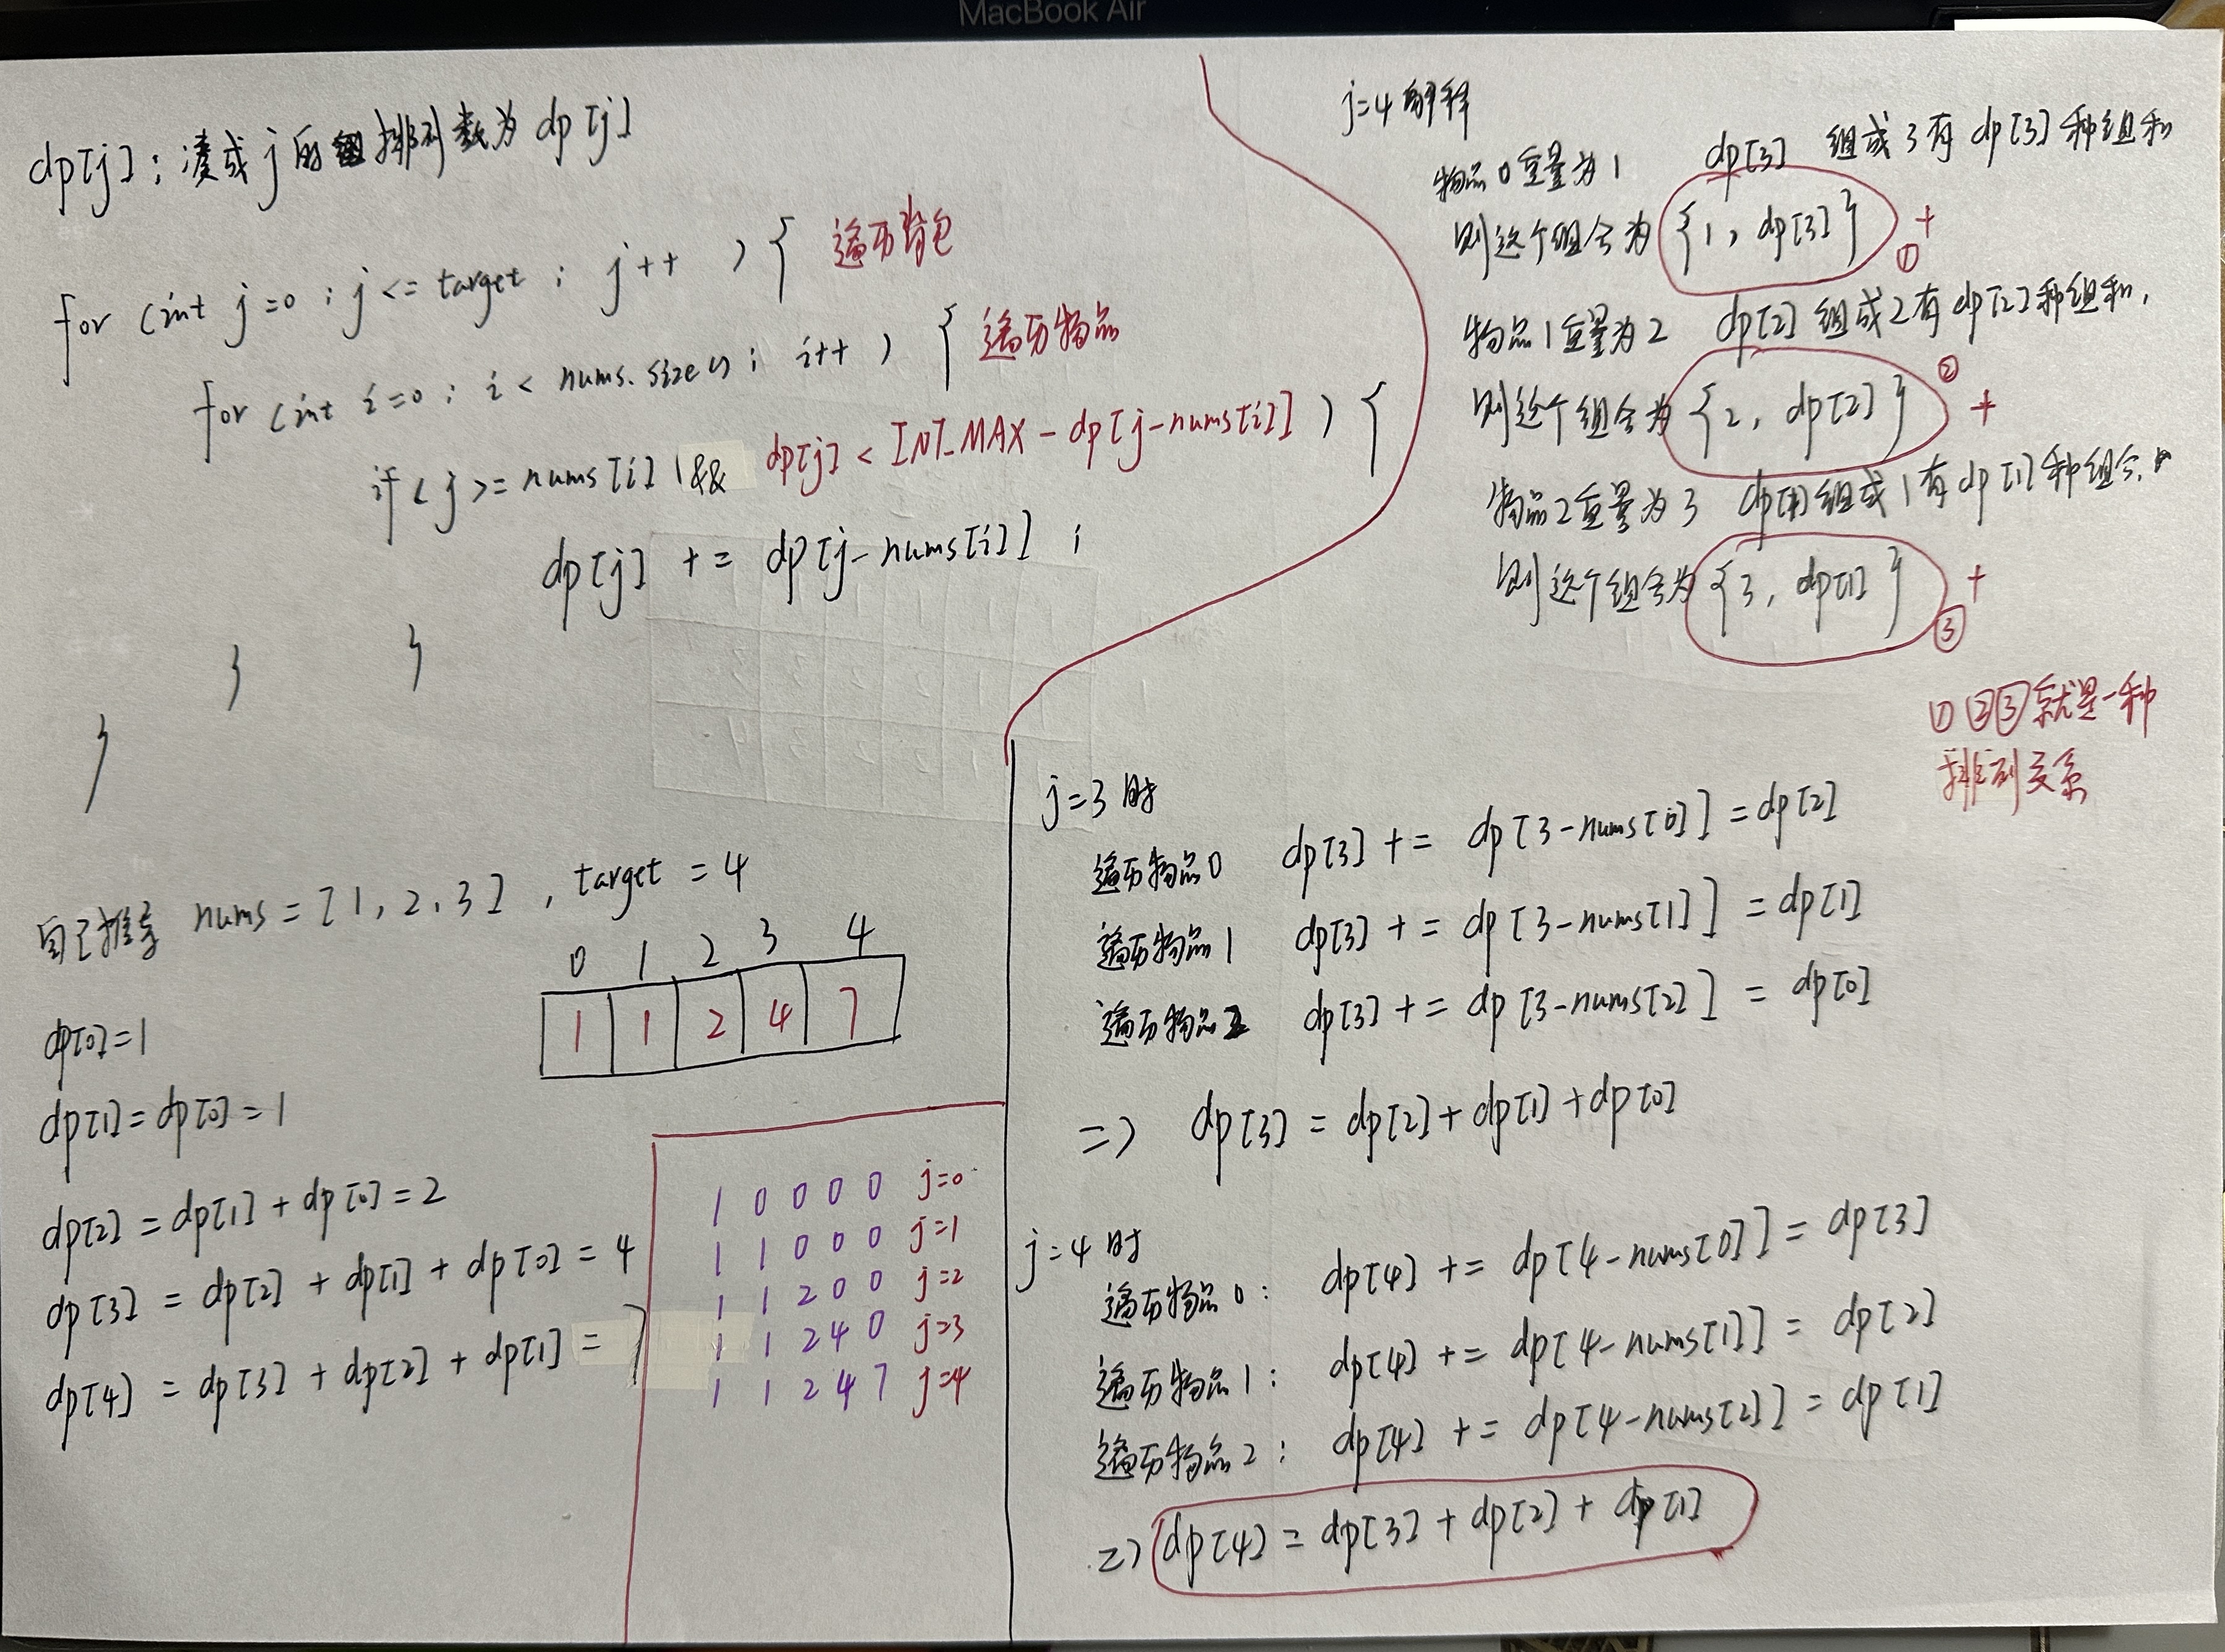 MacBook Air
dp[j]：凑成j的排列数为dp[j]
for (int j=0 ; j <= target ; j++ ) { 遍历背包
for (int i=0 ; i < nums.size() ; i++ ) { 遍历物品
if ( j >= nums[i] && dp[j] < INT_MAX - dp[j-nums[i]] ) {
dp[j] += dp[j-nums[i]] ;
}
}
}
自己推导 nums = [1, 2, 3] , target = 4
0 1 2 3 4
1 1 2 4 7
dp[0]=1
dp[1]=dp[0]=1
dp[2]=dp[1]+dp[0]=2
dp[3] = dp[2] + dp[1] + dp[0] = 4
dp[4] = dp[3] + dp[2] + dp[1] = 7
1 0 0 0 0 j=0
1 1 0 0 0 j=1
1 1 2 0 0 j=2
1 1 2 4 0 j=3
1 1 2 4 7 j=4
j=4 解释
物品0重量为1 dp[3] 组成3有dp[3]种组和
则这个组合为 {1, dp[3]} + ①
物品1重量为2 dp[2] 组成2有dp[2]种组和,
则这个组合为 {2, dp[2]} ② +
物品2重量为3 dp[1] 组成1有dp[1]种组合,
则这个组合为 {3, dp[1]} + ③
①②③就是一种
排列关系
j=3时
遍历物品0 dp[3] += dp[3-nums[0]] = dp[2]
遍历物品1 dp[3] += dp[3-nums[1]] = dp[1]
遍历物品2 dp[3] += dp[3-nums[2]] = dp[0]
=> dp[3] = dp[2] + dp[1] + dp[0]
j=4时
遍历物品0: dp[4] += dp[4-nums[0]] = dp[3]
遍历物品1: dp[4] += dp[4-nums[1]] = dp[2]
遍历物品2: dp[4] += dp[4-nums[2]] = dp[1]
=> dp[4] = dp[3] + dp[2] + dp[1]